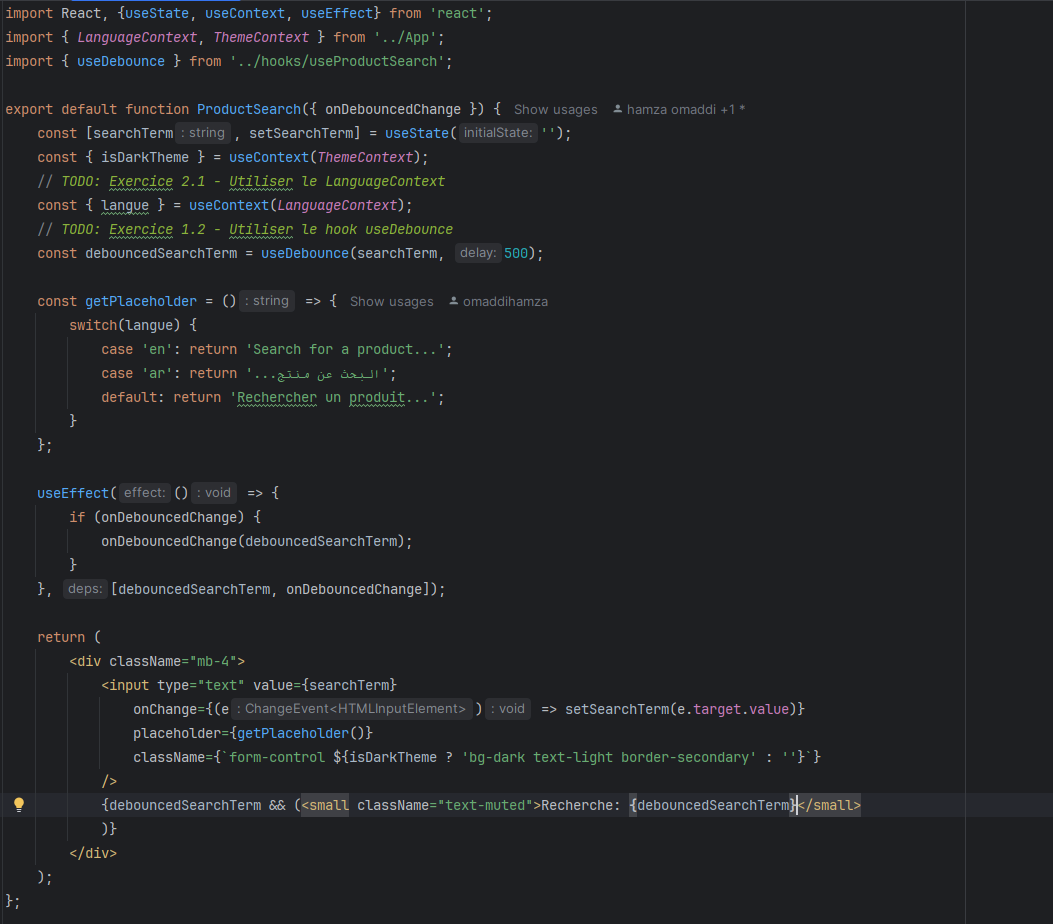 import React, {useState, useContext, useEffect} from 'react';
import { LanguageContext, ThemeContext } from '../App';
import { useDebounce } from '../hooks/useProductSearch';

export default function ProductSearch({ onDebouncedChange }) { Show usages hamza omaddi +1 *
    const [searchTerm : string , setSearchTerm] = useState( initialState: '');
    const { isDarkTheme } = useContext(ThemeContext);
    // TODO: Exercice 2.1 - Utiliser le LanguageContext
    const { langue } = useContext(LanguageContext);
    // TODO: Exercice 1.2 - Utiliser le hook useDebounce
    const debouncedSearchTerm = useDebounce(searchTerm, delay: 500);

    const getPlaceholder = () : string => { Show usages omaddihamza
        switch(langue) {
            case 'en': return 'Search for a product...';
            case 'ar': return 'البحث عن منتج...';
            default: return 'Rechercher un produit...';
        }
    };

    useEffect( effect: () : void => {
        if (onDebouncedChange) {
            onDebouncedChange(debouncedSearchTerm);
        }
    }, deps: [debouncedSearchTerm, onDebouncedChange]);

    return (
        <div className="mb-4">
            <input type="text" value={searchTerm}
                onChange={(e : ChangeEvent<HTMLInputElement> ) : void => setSearchTerm(e.target.value)}
                placeholder={getPlaceholder()}
                className={`form-control ${isDarkTheme ? 'bg-dark text-light border-secondary' : ''}`}
            />
            {debouncedSearchTerm && (<small className="text-muted">Recherche: {debouncedSearchTerm}</small>
            )}
        </div>
    );
};